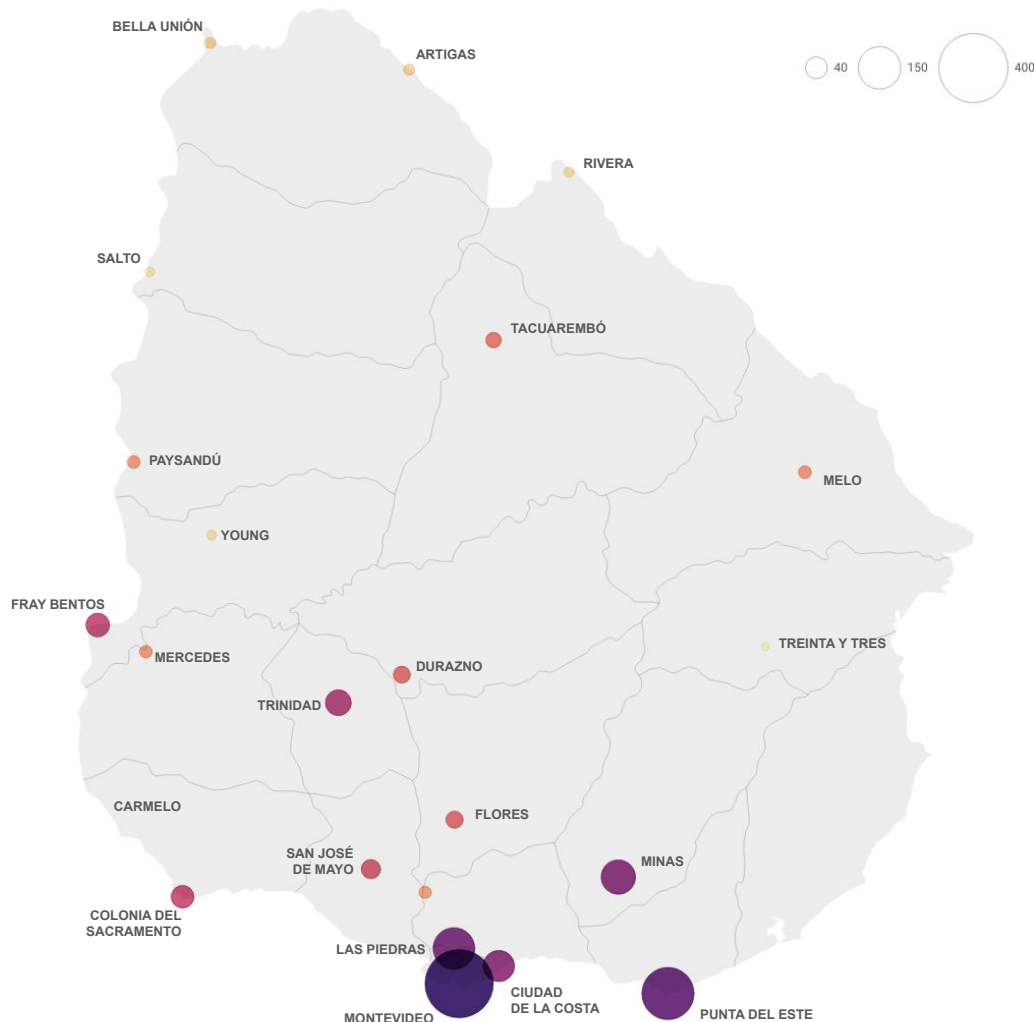 BELLA UNIÓN
ARTIGAS
40
150
400
RIVERA
SALTO
TACUAREMBÓ
PAYSANDÚ
MELO
YOUNG
FRAY BENTOS
MERCEDES
TREINTA Y TRES
DURAZNO
TRINIDAD
CARMELO
FLORES
SAN JOSÉ
DE MAYO
MINAS
COLONIA DEL
SACRAMENTO
LAS PIEDRAS
CIUDAD
DE LA COSTA
MONTEVIDEO
PUNTA DEL ESTE